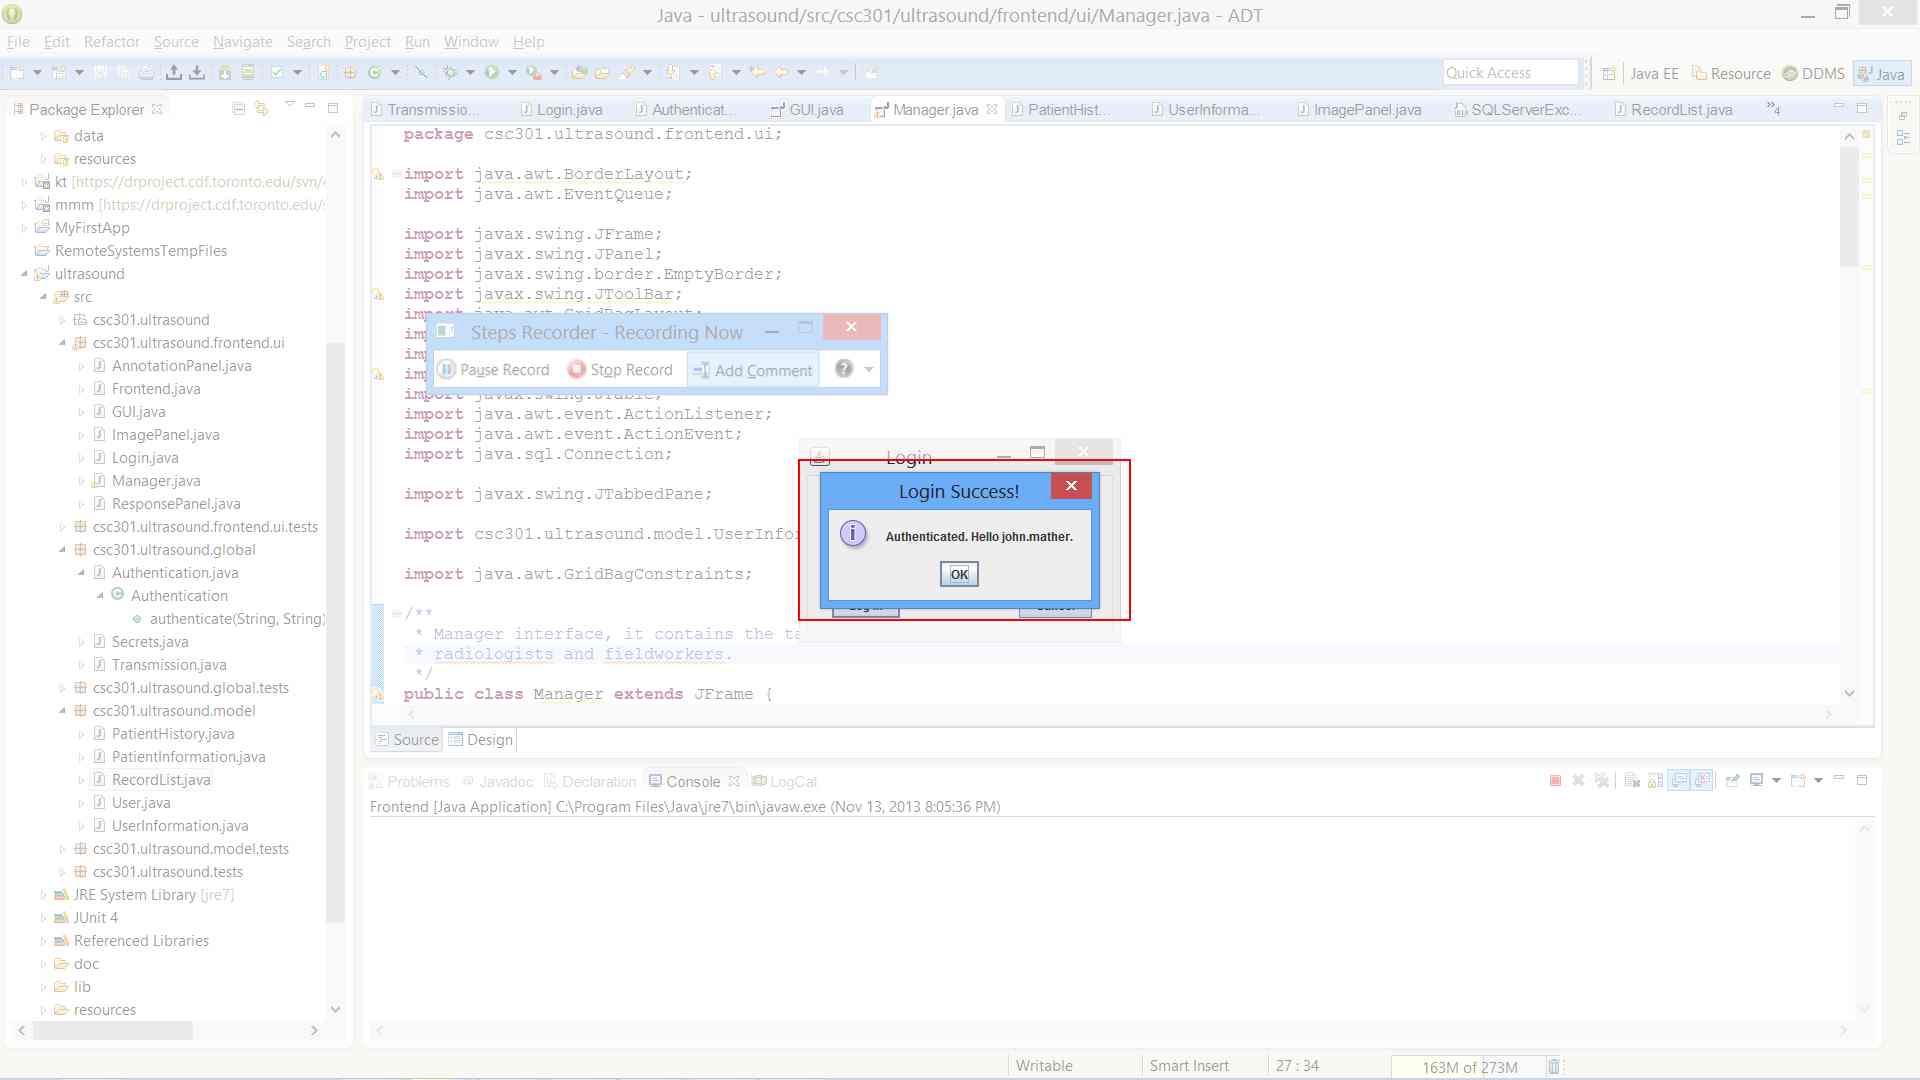 Java - ultrasound/src/csc301/ultrasound/frontend/ui/Manager.java - ADT
File Edit Refactor Source Navigate Search Project Run Window Help
Quick Access
Java EE
Resource
DDMS
Java
Package Explorer
data
resources
kt [https://drproject.cdf.toronto.edu/svn/
mmm [https://drproject.cdf.toronto.edu/
MyFirstApp
RemoteSystemsTempFiles
ultrasound
src
csc301.ultrasound
csc301.ultrasound.frontend.ui
AnnotationPanel.java
Frontend.java
GUI.java
ImagePanel.java
Login.java
Manager.java
ResponsePanel.java
csc301.ultrasound.frontend.ui.tests
csc301.ultrasound.global
Authentication.java
Authentication
authenticate(String, String)
Secrets.java
Transmission.java
csc301.ultrasound.global.tests
csc301.ultrasound.model
PatientHistory.java
PatientInformation.java
RecordList.java
User.java
UserInformation.java
csc301.ultrasound.model.tests
csc301.ultrasound.tests
JRE System Library [jre7]
JUnit 4
Referenced Libraries
doc
lib
resources
Transmissio... Login.java Authenticat... GUI.java Manager.java PatientHist... UserInforma... ImagePanel.java SQLServerExc... RecordList.java »4
package csc301.ultrasound.frontend.ui;
import java.awt.BorderLayout;
import java.awt.EventQueue;
import javax.swing.JFrame;
import javax.swing.JPanel;
import javax.swing.border.EmptyBorder;
import javax.swing.JToolBar;
import java.awt.GridBagLayout;
import java.awt.event.ActionListener;
import java.awt.event.ActionEvent;
import java.sql.Connection;
import javax.swing.JTabbedPane;
import csc301.ultrasound.model.UserInfor
import java.awt.GridBagConstraints;
/**
* Manager interface, it contains the ta
* radiologists and fieldworkers.
*/
public class Manager extends JFrame {
Steps Recorder - Recording Now
Pause Record
Stop Record
Add Comment
Login
Login Success!
Authenticated. Hello john.mather.
OK
Source
Design
Problems
Javadoc
Declaration
Console
LogCat
Frontend [Java Application] C:\Program Files\Java\jre7\bin\javaw.exe (Nov 13, 2013 8:05:36 PM)
Writable
Smart Insert
27 : 34
163M of 273M